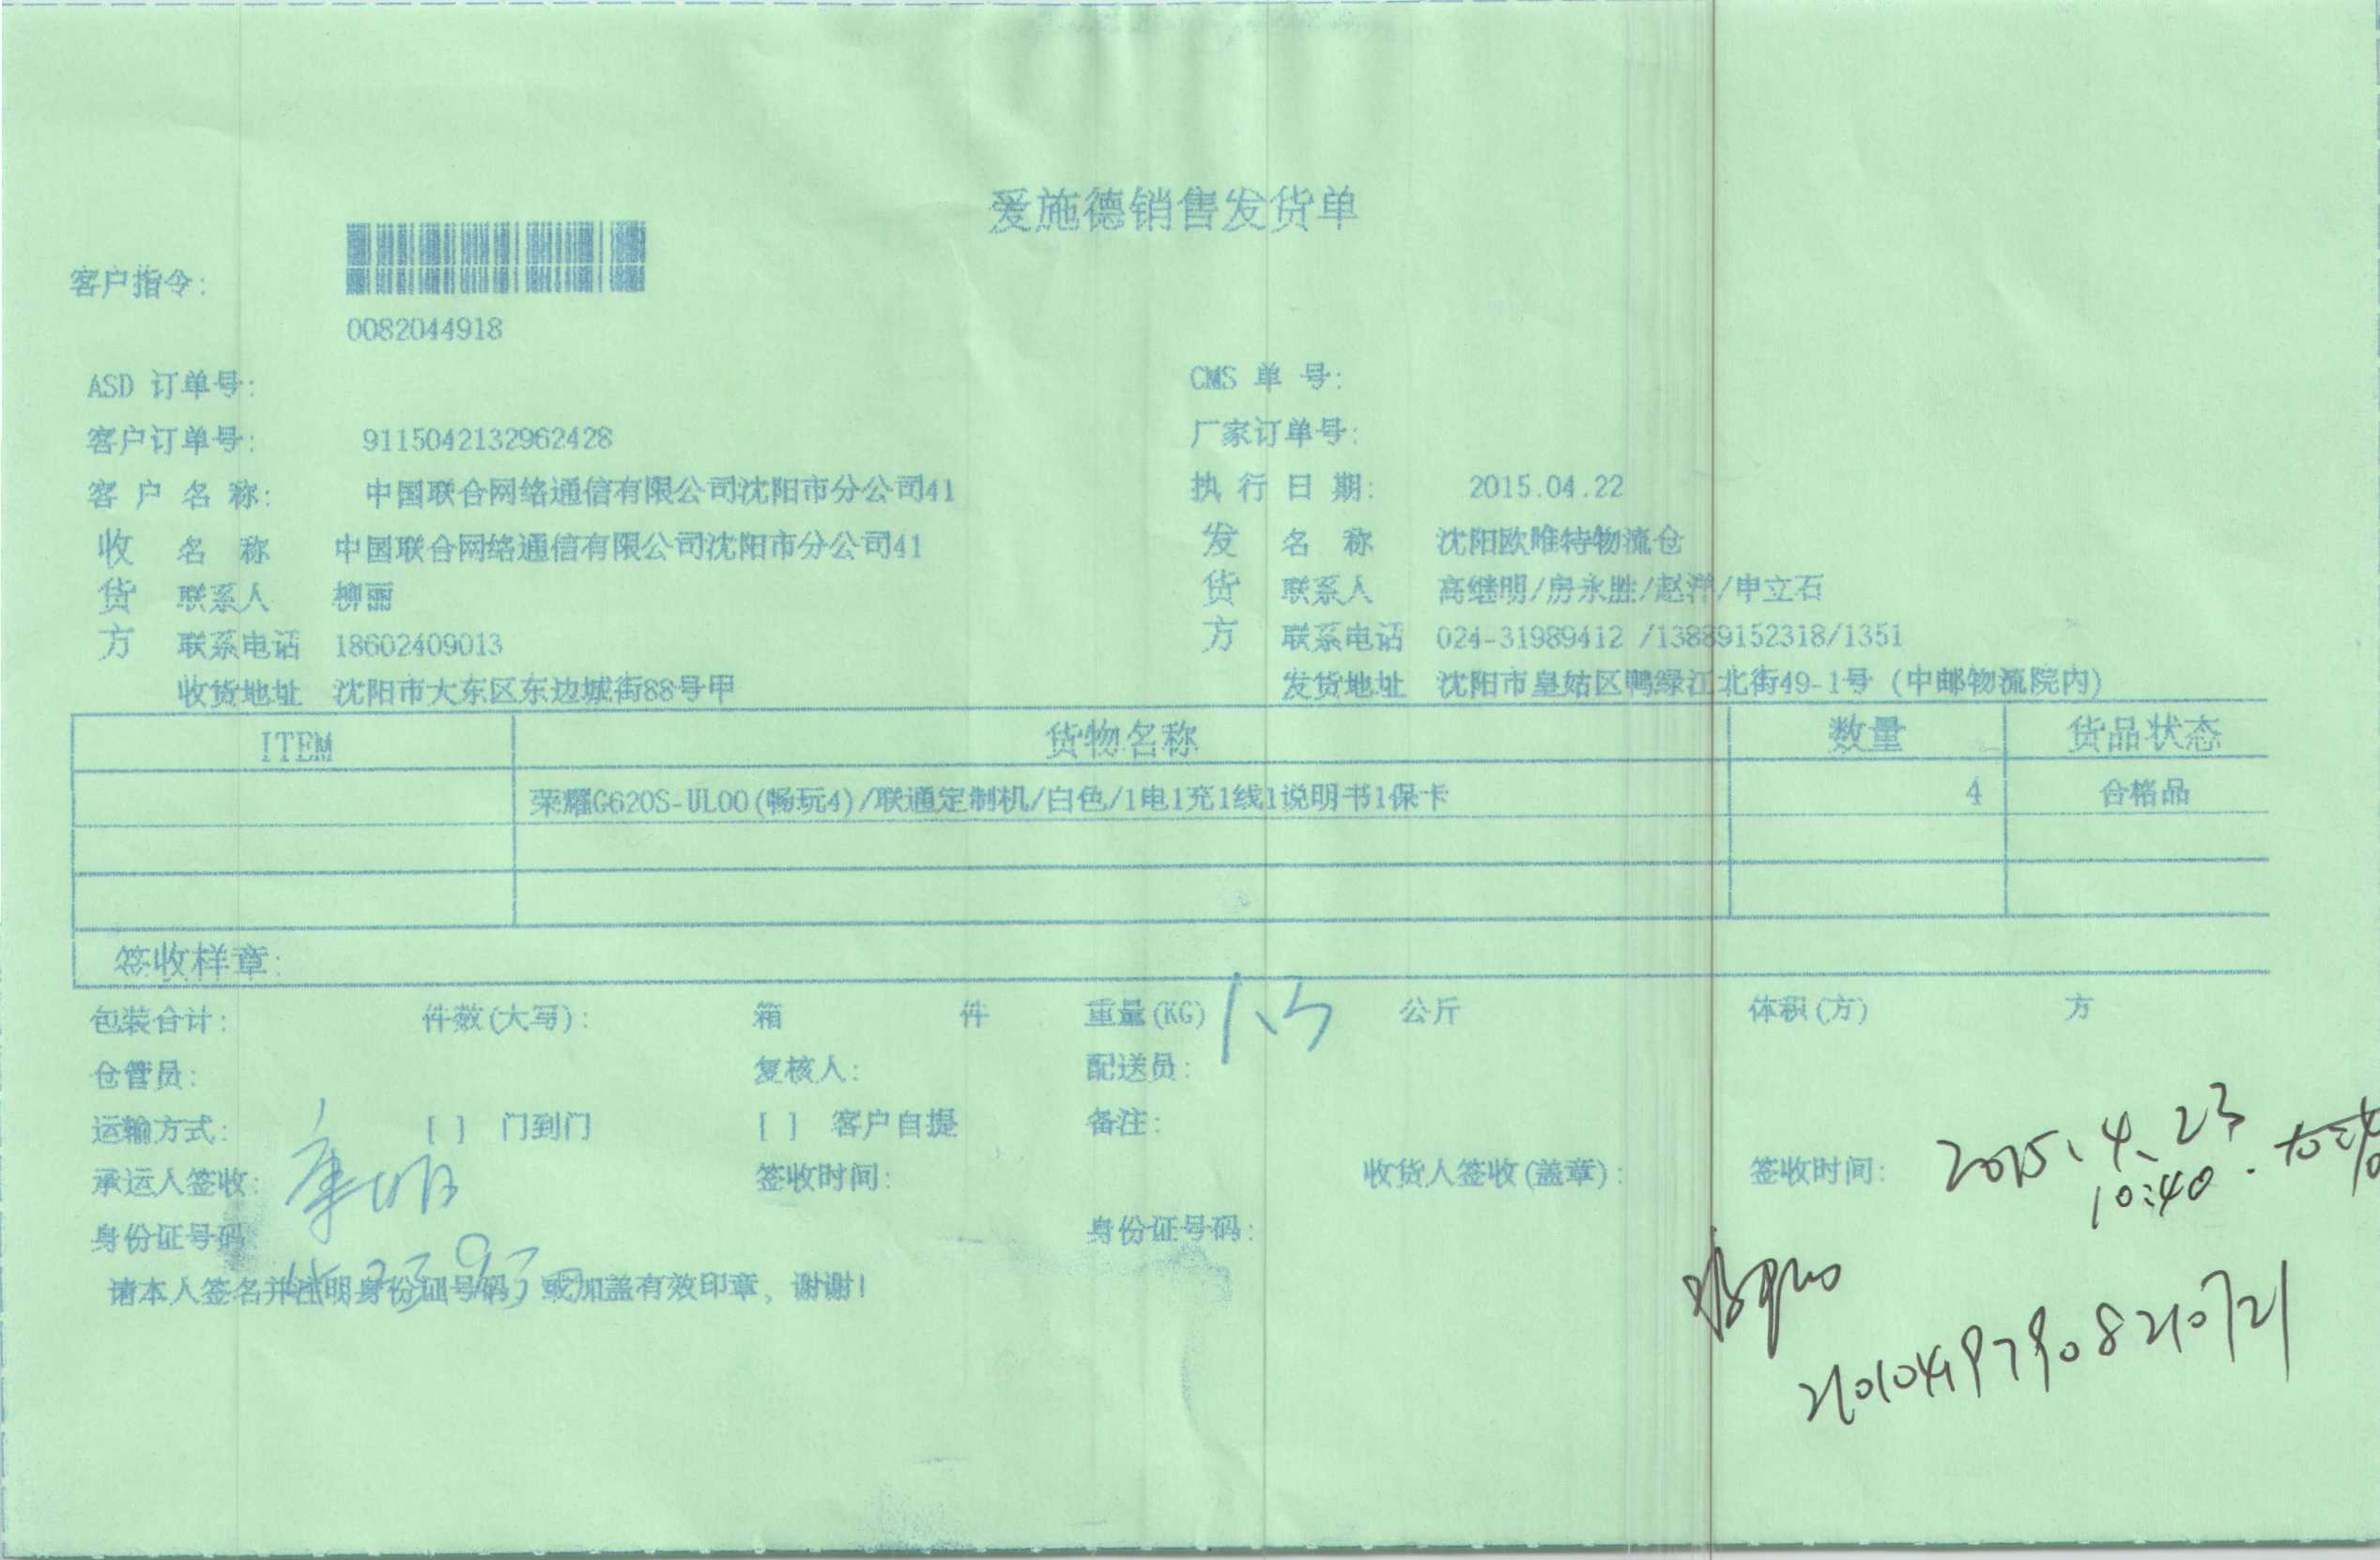 爱施德销售发货单
客户指令:
0082044918
ASD 订单号: CMS 单 号:
客户订单号: 9115042132962428 厂家订单号:
客 户 名 称: 中国联合网络通信有限公司沈阳市分公司41 执 行 日 期: 2015.04.22
收 名 称 中国联合网络通信有限公司沈阳市分公司41 发 名 称 沈阳欧唯特物流仓
货 联系人 柳丽 货 联系人 高继明/房永胜/赵洋/申立石
方 联系电话 18602409013 方 联系电话 024-31989412 /13889152318/1351
收货地址 沈阳市大东区东边城街88号甲 发货地址 沈阳市皇姑区鸭绿江北街49-1号 (中邮物流院内)
ITEM 货物名称 数量 货品状态
荣耀G620S-UL00(畅玩4)/联通定制机/白色/1电1充1线1说明书1保卡 4 合格品
签收样章:
包装合计: 件数(大写): 箱 件 重量(KG) 1.5 公斤 体积(方) 方
仓管员: 复核人: 配送员:
运输方式: [ ] 门到门 [ ] 客户自提 备注:
承运人签收: 签收时间: 收货人签收(盖章): 签收时间: 2015.4.23
10:40
身份证号码: 身份证号码:
请本人签名并注明身份证号码, 或加盖有效印章, 谢谢!
210104197908210721